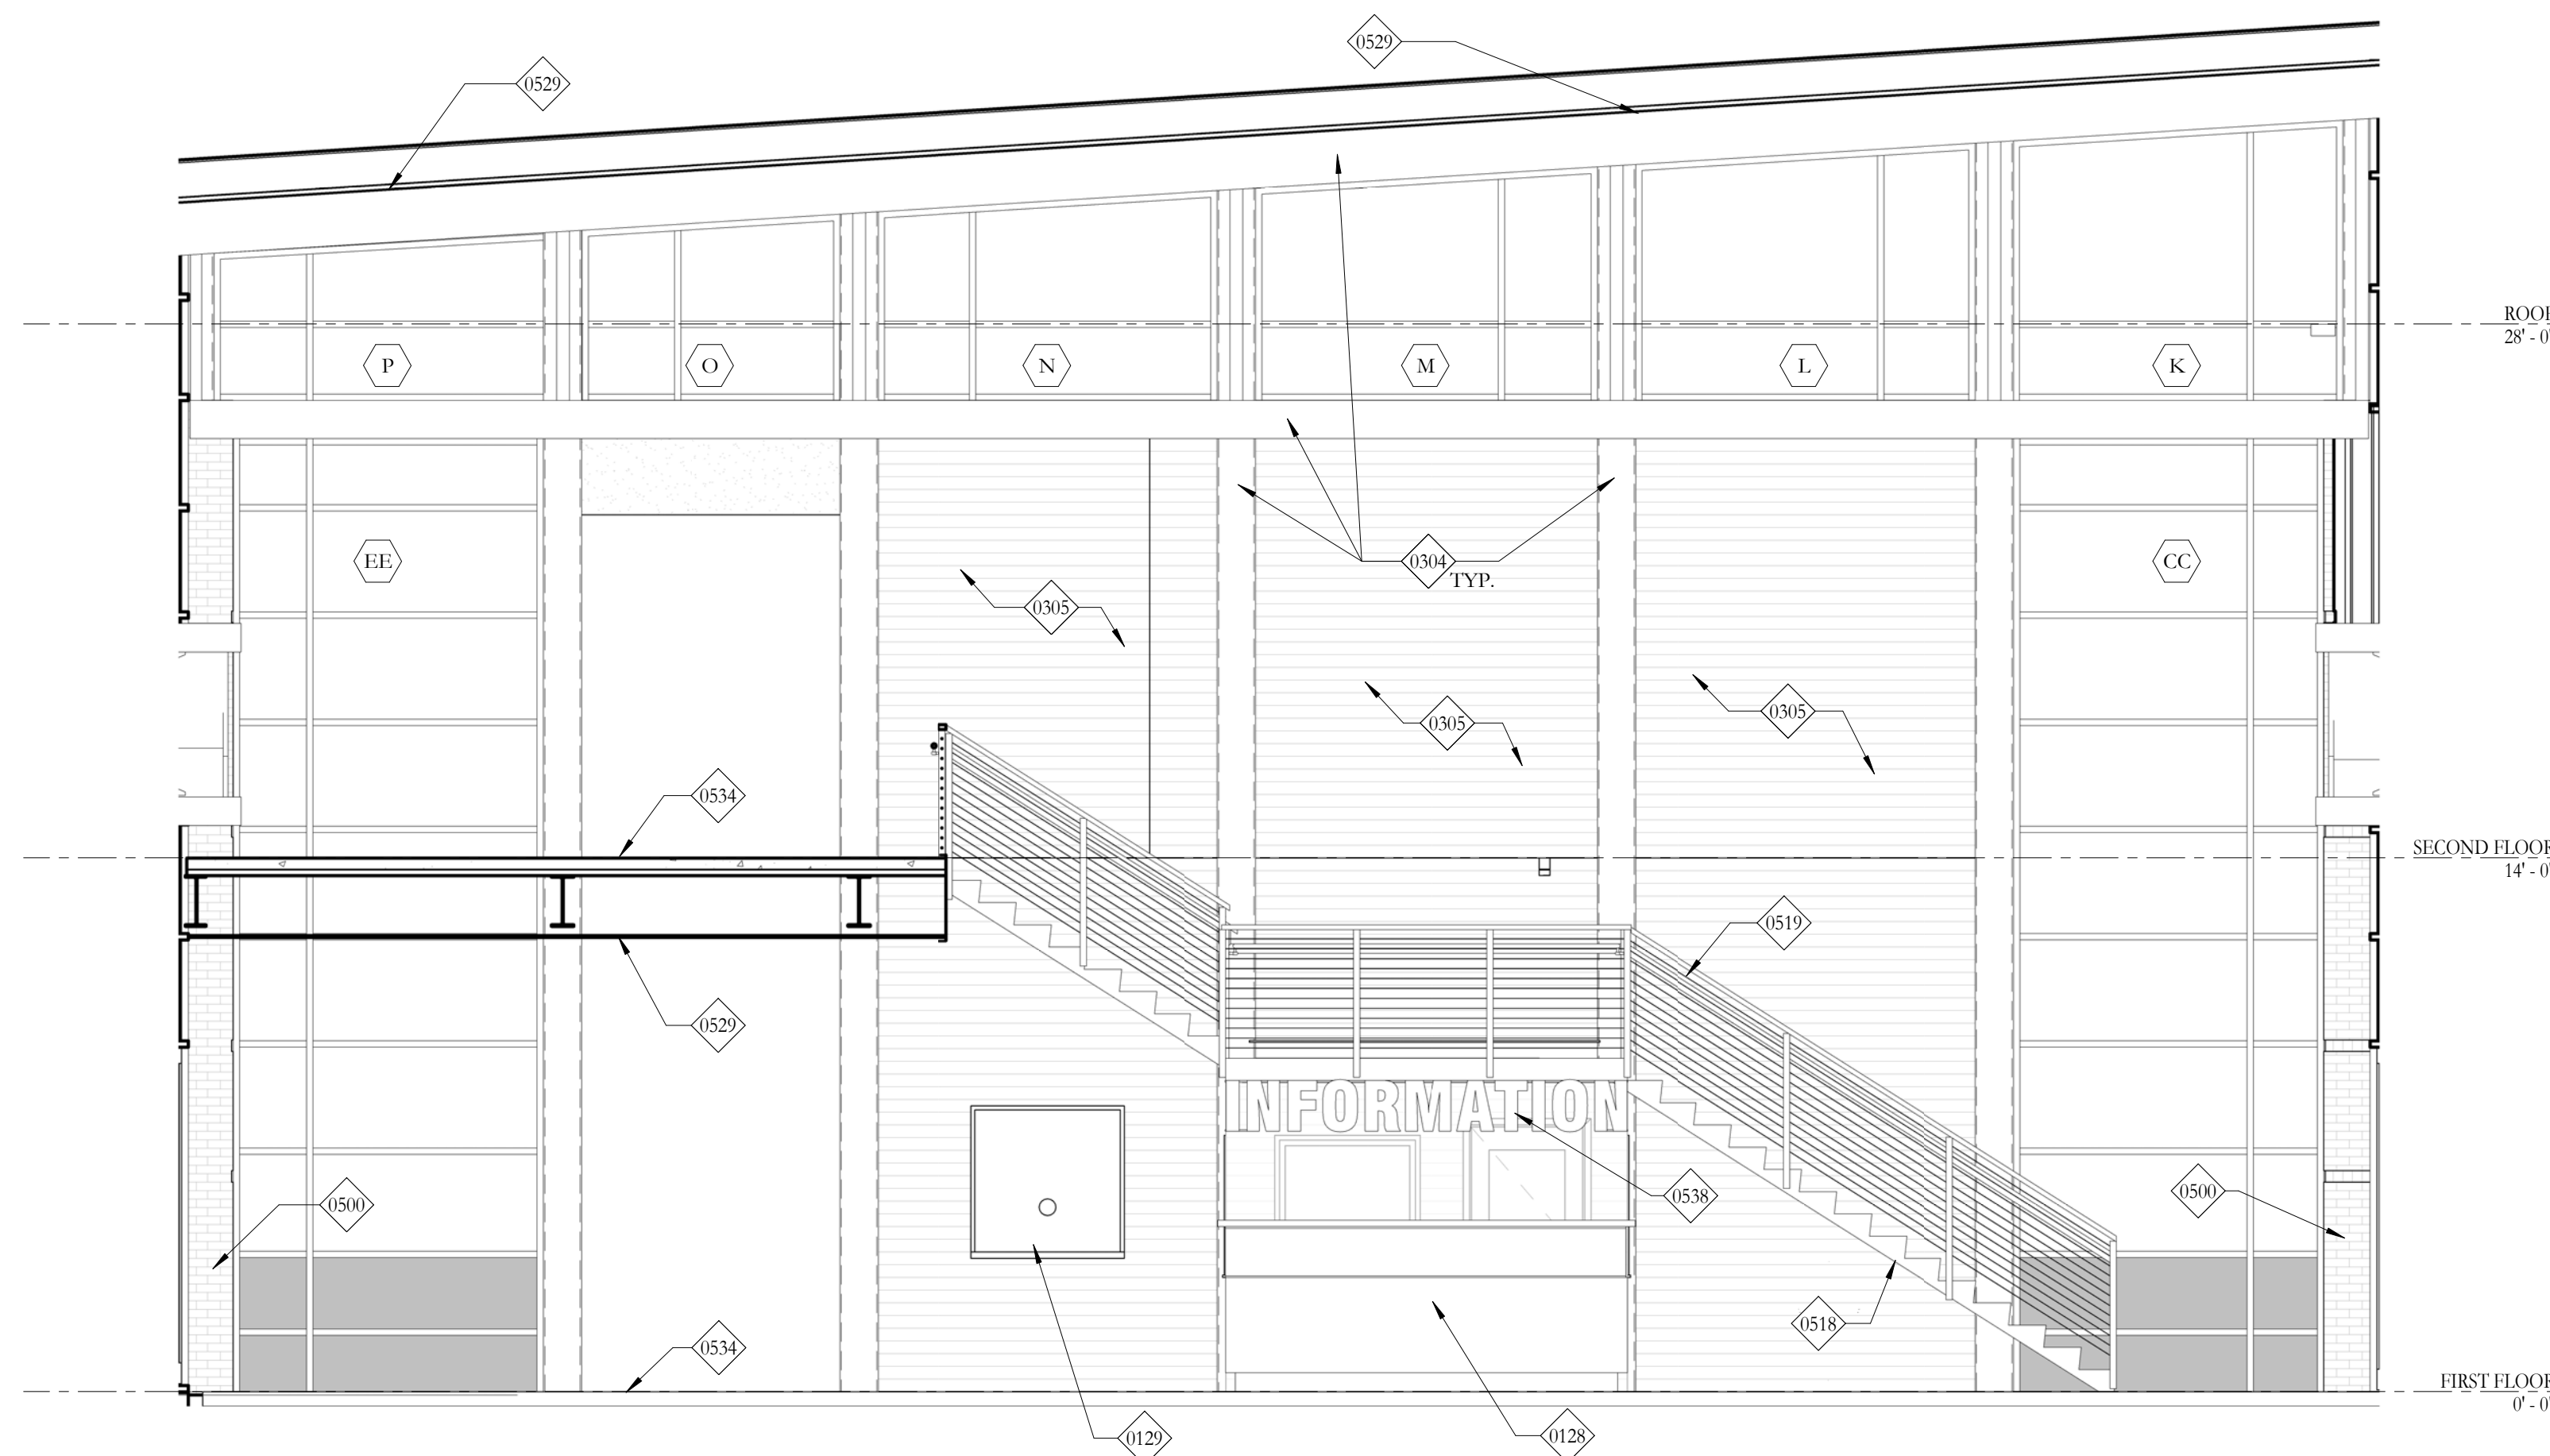 0529
0529
ROOF
28' - 0"
P
O
N
M
L
K
EE
0304
TYP.
CC
0305
0305
0305
0534
SECOND FLOOR
14' - 0"
0519
0529
INFORMATION
0538
0500
0500
0518
0534
FIRST FLOOR
0' - 0"
0129
0128